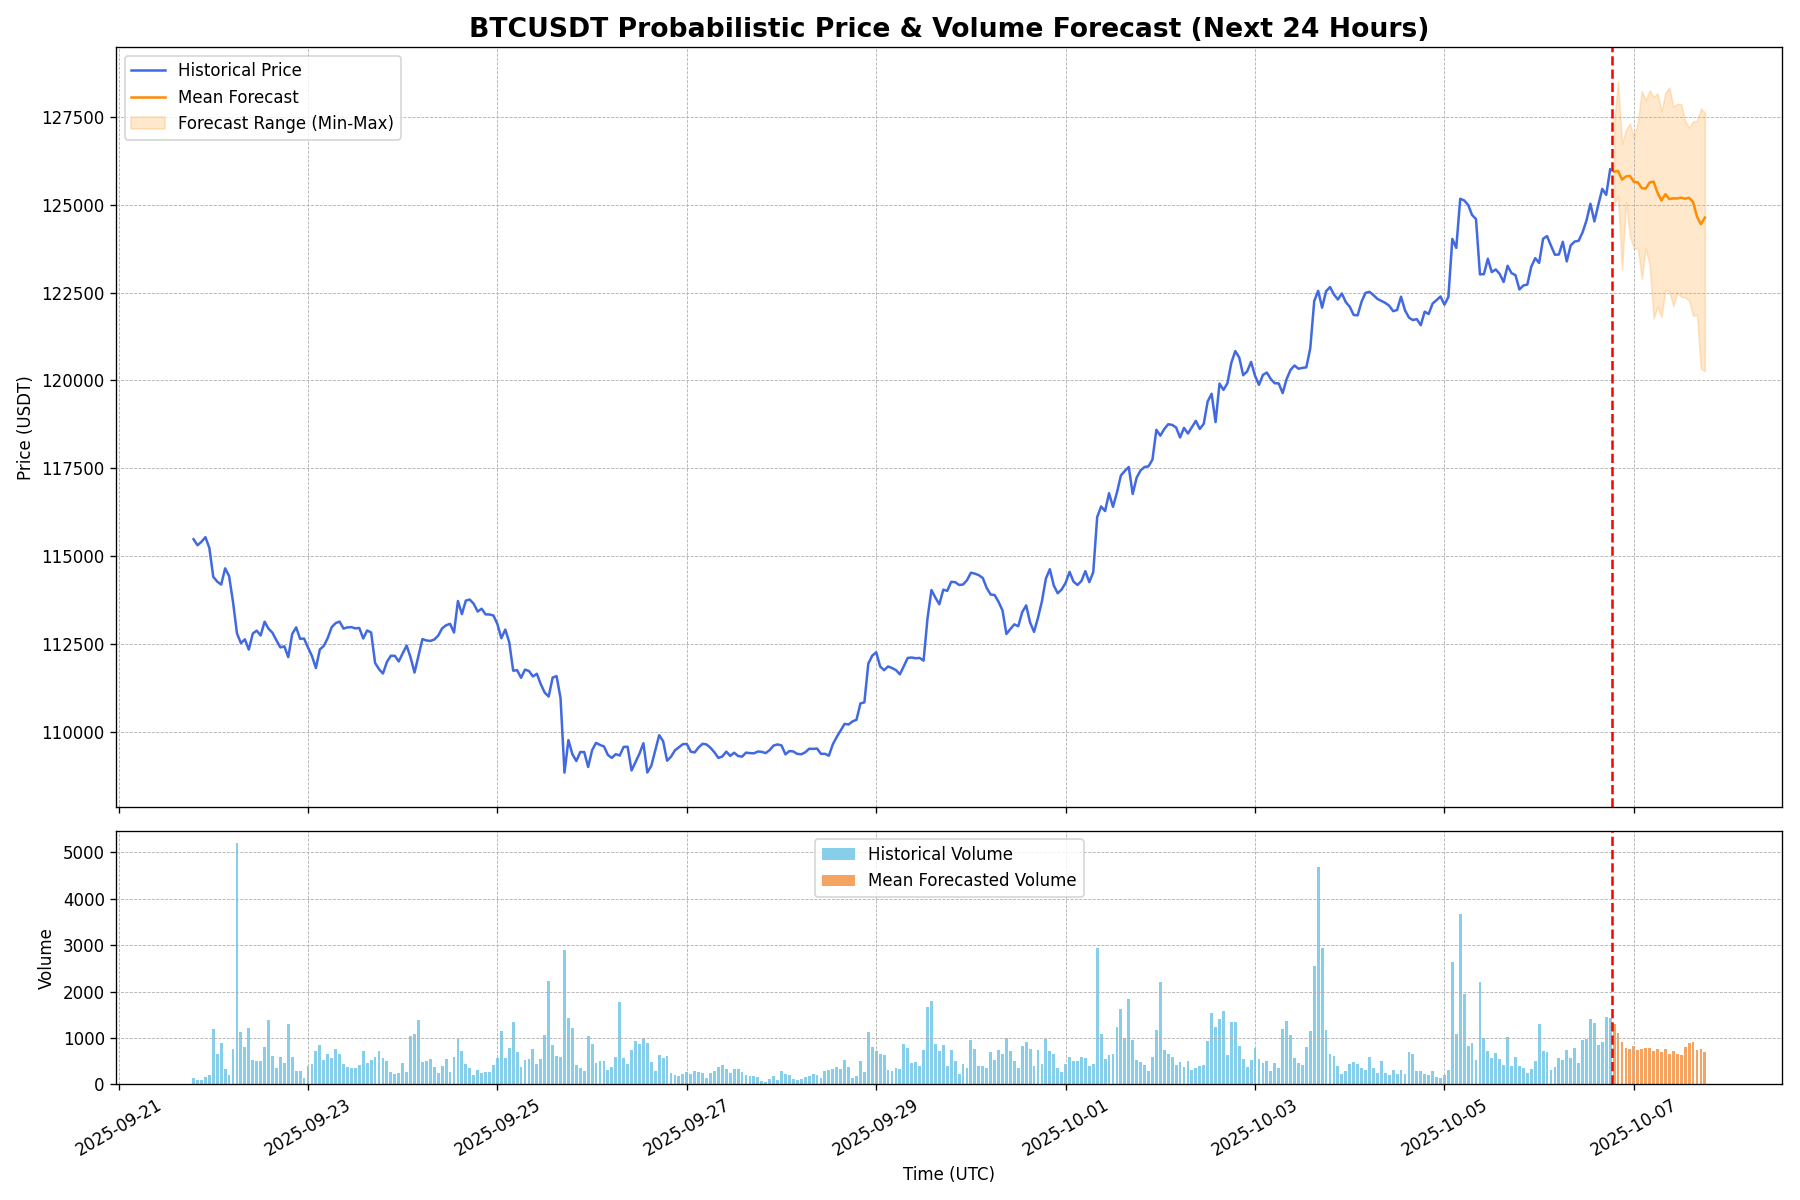 BTCUSDT Probabilistic Price & Volume Forecast (Next 24 Hours)
Historical Price
Mean Forecast
Forecast Range (Min-Max)
127500
125000
122500
120000
117500
115000
112500
110000
Price (USDT)
Historical Volume
Mean Forecasted Volume
5000
4000
3000
2000
1000
0
Volume
2025-09-21
2025-09-23
2025-09-25
2025-09-27
2025-09-29
2025-10-01
2025-10-03
2025-10-05
2025-10-07
Time (UTC)